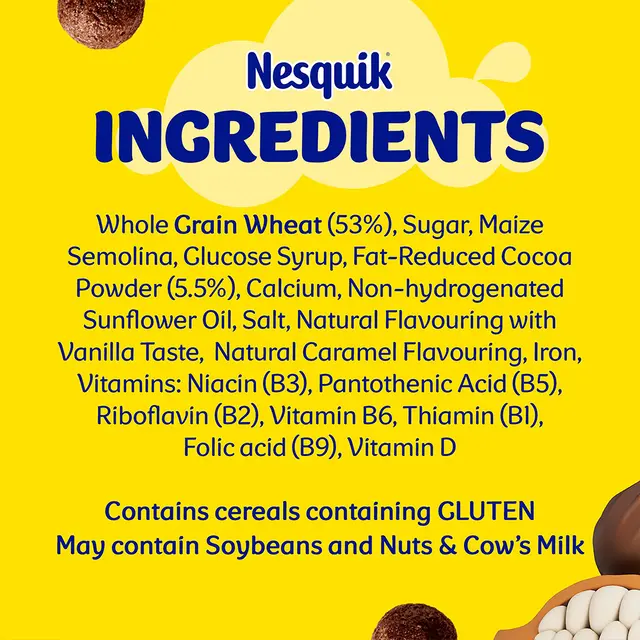 Nesquik
INGREDIENTS
Whole Grain Wheat (53%), Sugar, Maize
Semolina, Glucose Syrup, Fat-Reduced Cocoa
Powder (5.5%), Calcium, Non-hydrogenated
Sunflower Oil, Salt, Natural Flavouring with
Vanilla Taste, Natural Caramel Flavouring, Iron,
Vitamins: Niacin (B3), Pantothenic Acid (B5),
Riboflavin (B2), Vitamin B6, Thiamin (B1),
Folic acid (B9), Vitamin D
Contains cereals containing GLUTEN
May contain Soybeans and Nuts & Cow's Milk